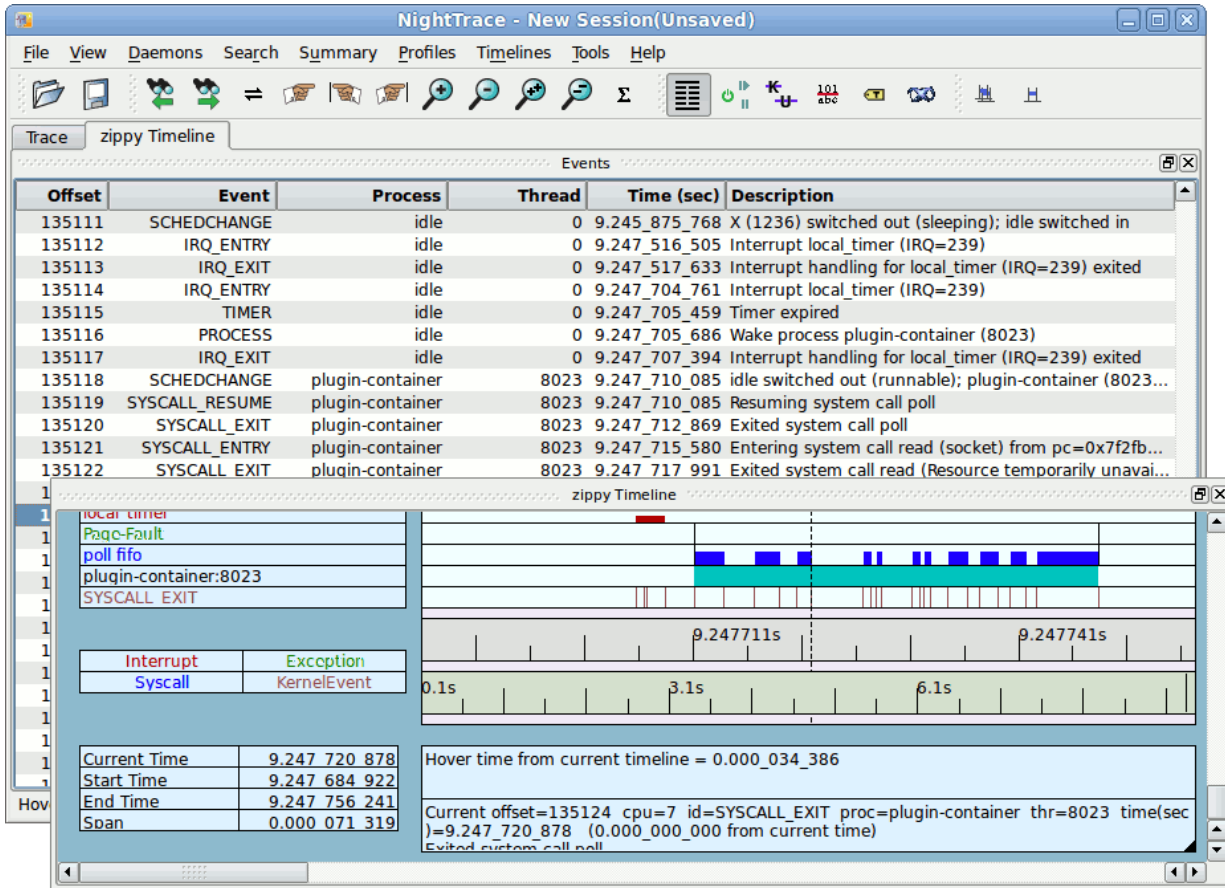 NightTrace - New Session(Unsaved)
File View Daemons Search Summary Profiles Timelines Tools Help
Σ 101 abc T
Trace zippy Timeline
Events
Offset Event Process Thread Time (sec) Description
135111 SCHEDCHANGE idle 0 9.245_875_768 X (1236) switched out (sleeping); idle switched in
135112 IRQ_ENTRY idle 0 9.247_516_505 Interrupt local_timer (IRQ=239)
135113 IRQ_EXIT idle 0 9.247_517_633 Interrupt handling for local_timer (IRQ=239) exited
135114 IRQ_ENTRY idle 0 9.247_704_761 Interrupt local_timer (IRQ=239)
135115 TIMER idle 0 9.247_705_459 Timer expired
135116 PROCESS idle 0 9.247_705_686 Wake process plugin-container (8023)
135117 IRQ_EXIT idle 0 9.247_707_394 Interrupt handling for local_timer (IRQ=239) exited
135118 SCHEDCHANGE plugin-container 8023 9.247_710_085 idle switched out (runnable); plugin-container (8023...
135119 SYSCALL_RESUME plugin-container 8023 9.247_710_085 Resuming system call poll
135120 SYSCALL_EXIT plugin-container 8023 9.247_712_869 Exited system call poll
135121 SYSCALL_ENTRY plugin-container 8023 9.247_715_580 Entering system call read (socket) from pc=0x7f2fb...
135122 SYSCALL_EXIT plugin-container 8023 9.247_717_991 Exited system call read (Resource temporarily unavai...
zippy Timeline
local timer
Page-Fault
poll fifo
plugin-container:8023
SYSCALL_EXIT
9.247711s 9.247741s
Interrupt Exception
Syscall KernelEvent
0.1s 3.1s 6.1s
Current Time 9.247_720_878
Start Time 9.247_684_922
End Time 9.247_756_241
Span 0.000_071_319
Hover time from current timeline = 0.000_034_386
Current offset=135124 cpu=7 id=SYSCALL_EXIT proc=plugin-container thr=8023 time(sec
)=9.247_720_878 (0.000_000_000 from current time)
Exited system call poll
Hov